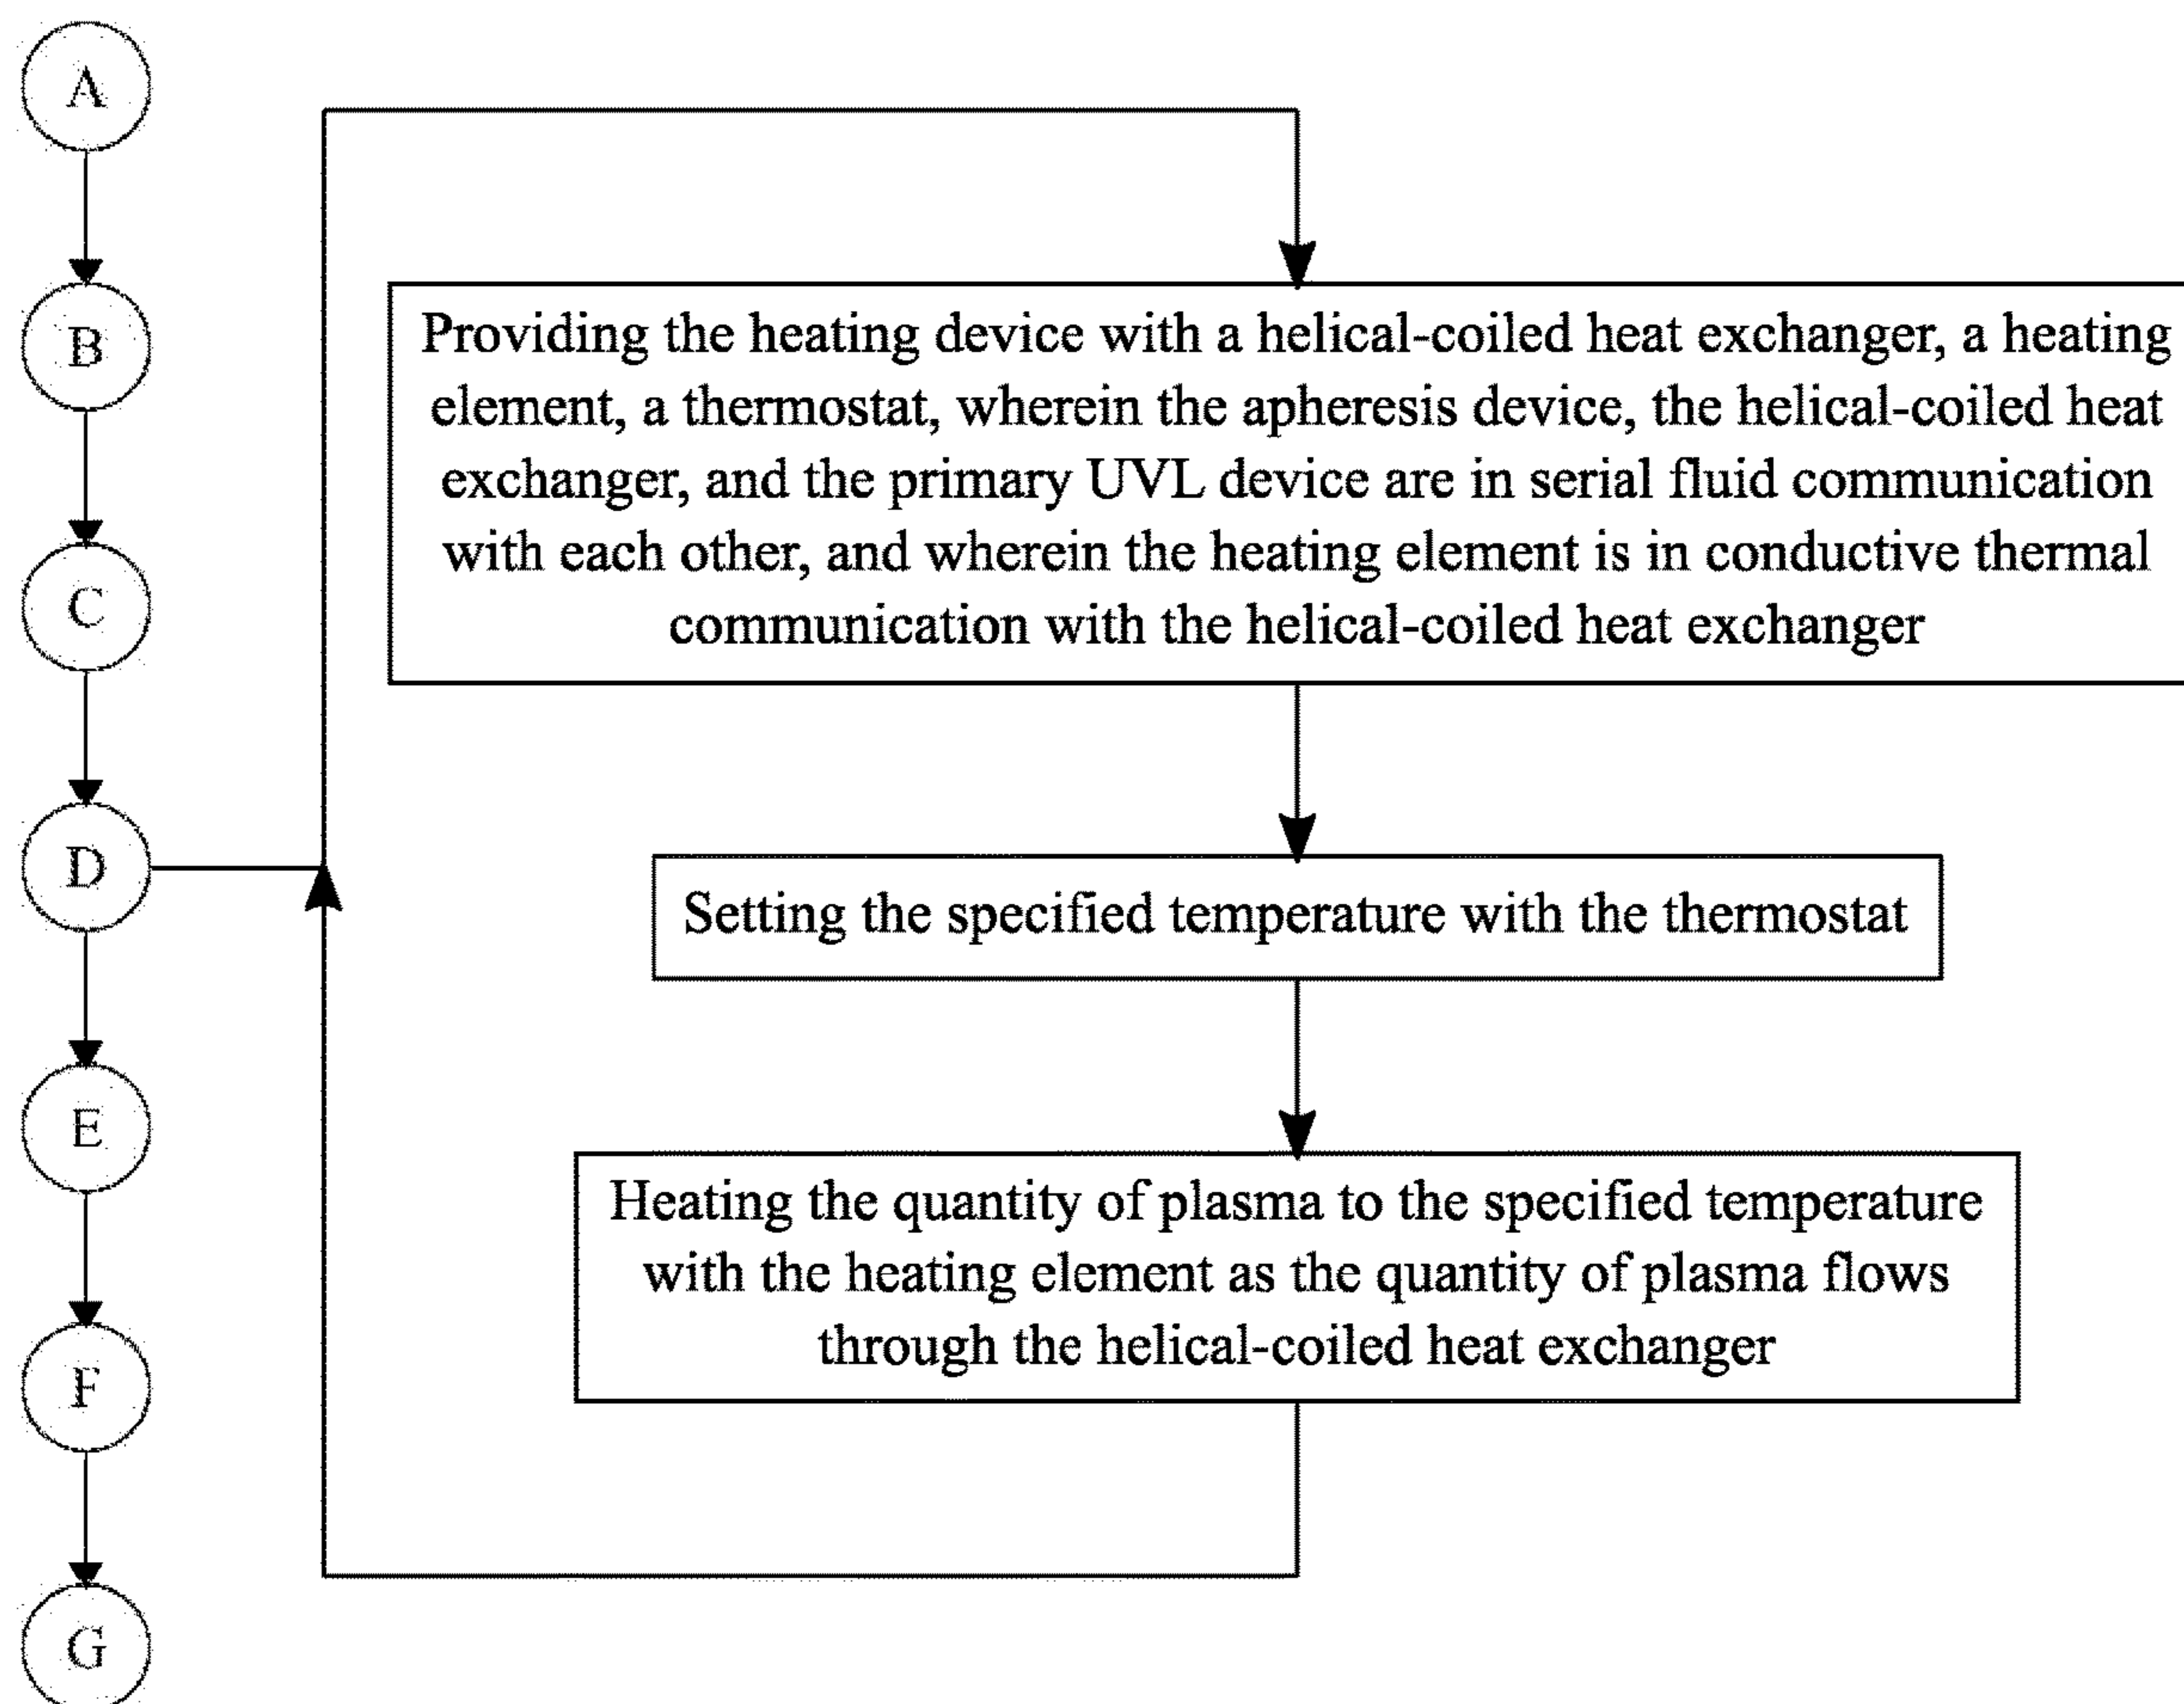 A
B
C
D
E
F
G
Providing the heating device with a helical-coiled heat exchanger, a heating
element, a thermostat, wherein the apheresis device, the helical-coiled heat
exchanger, and the primary UVL device are in serial fluid communication
with each other, and wherein the heating element is in conductive thermal
communication with the helical-coiled heat exchanger
Setting the specified temperature with the thermostat
Heating the quantity of plasma to the specified temperature
with the heating element as the quantity of plasma flows
through the helical-coiled heat exchanger